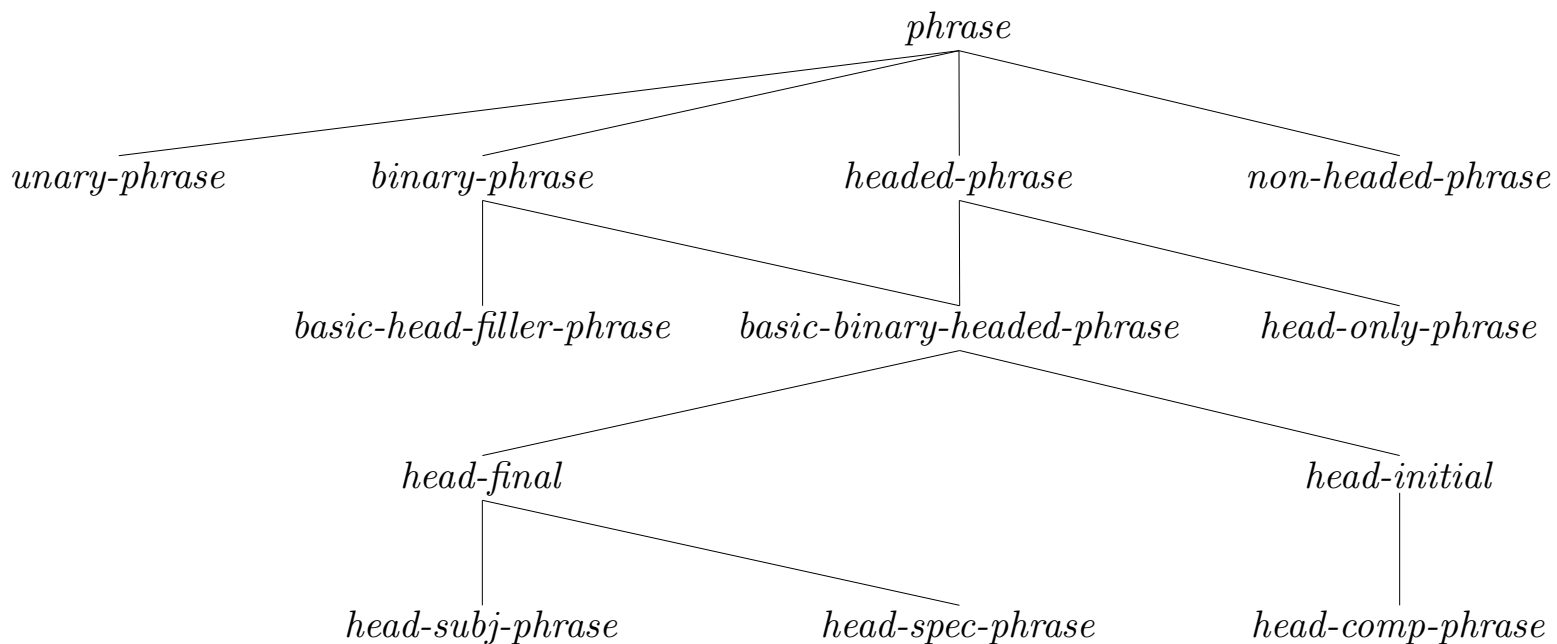 phrase
unary-phrase binary-phrase headed-phrase non-headed-phrase
basic-head-filler-phrase basic-binary-headed-phrase head-only-phrase
head-final head-initial
head-subj-phrase head-spec-phrase head-comp-phrase